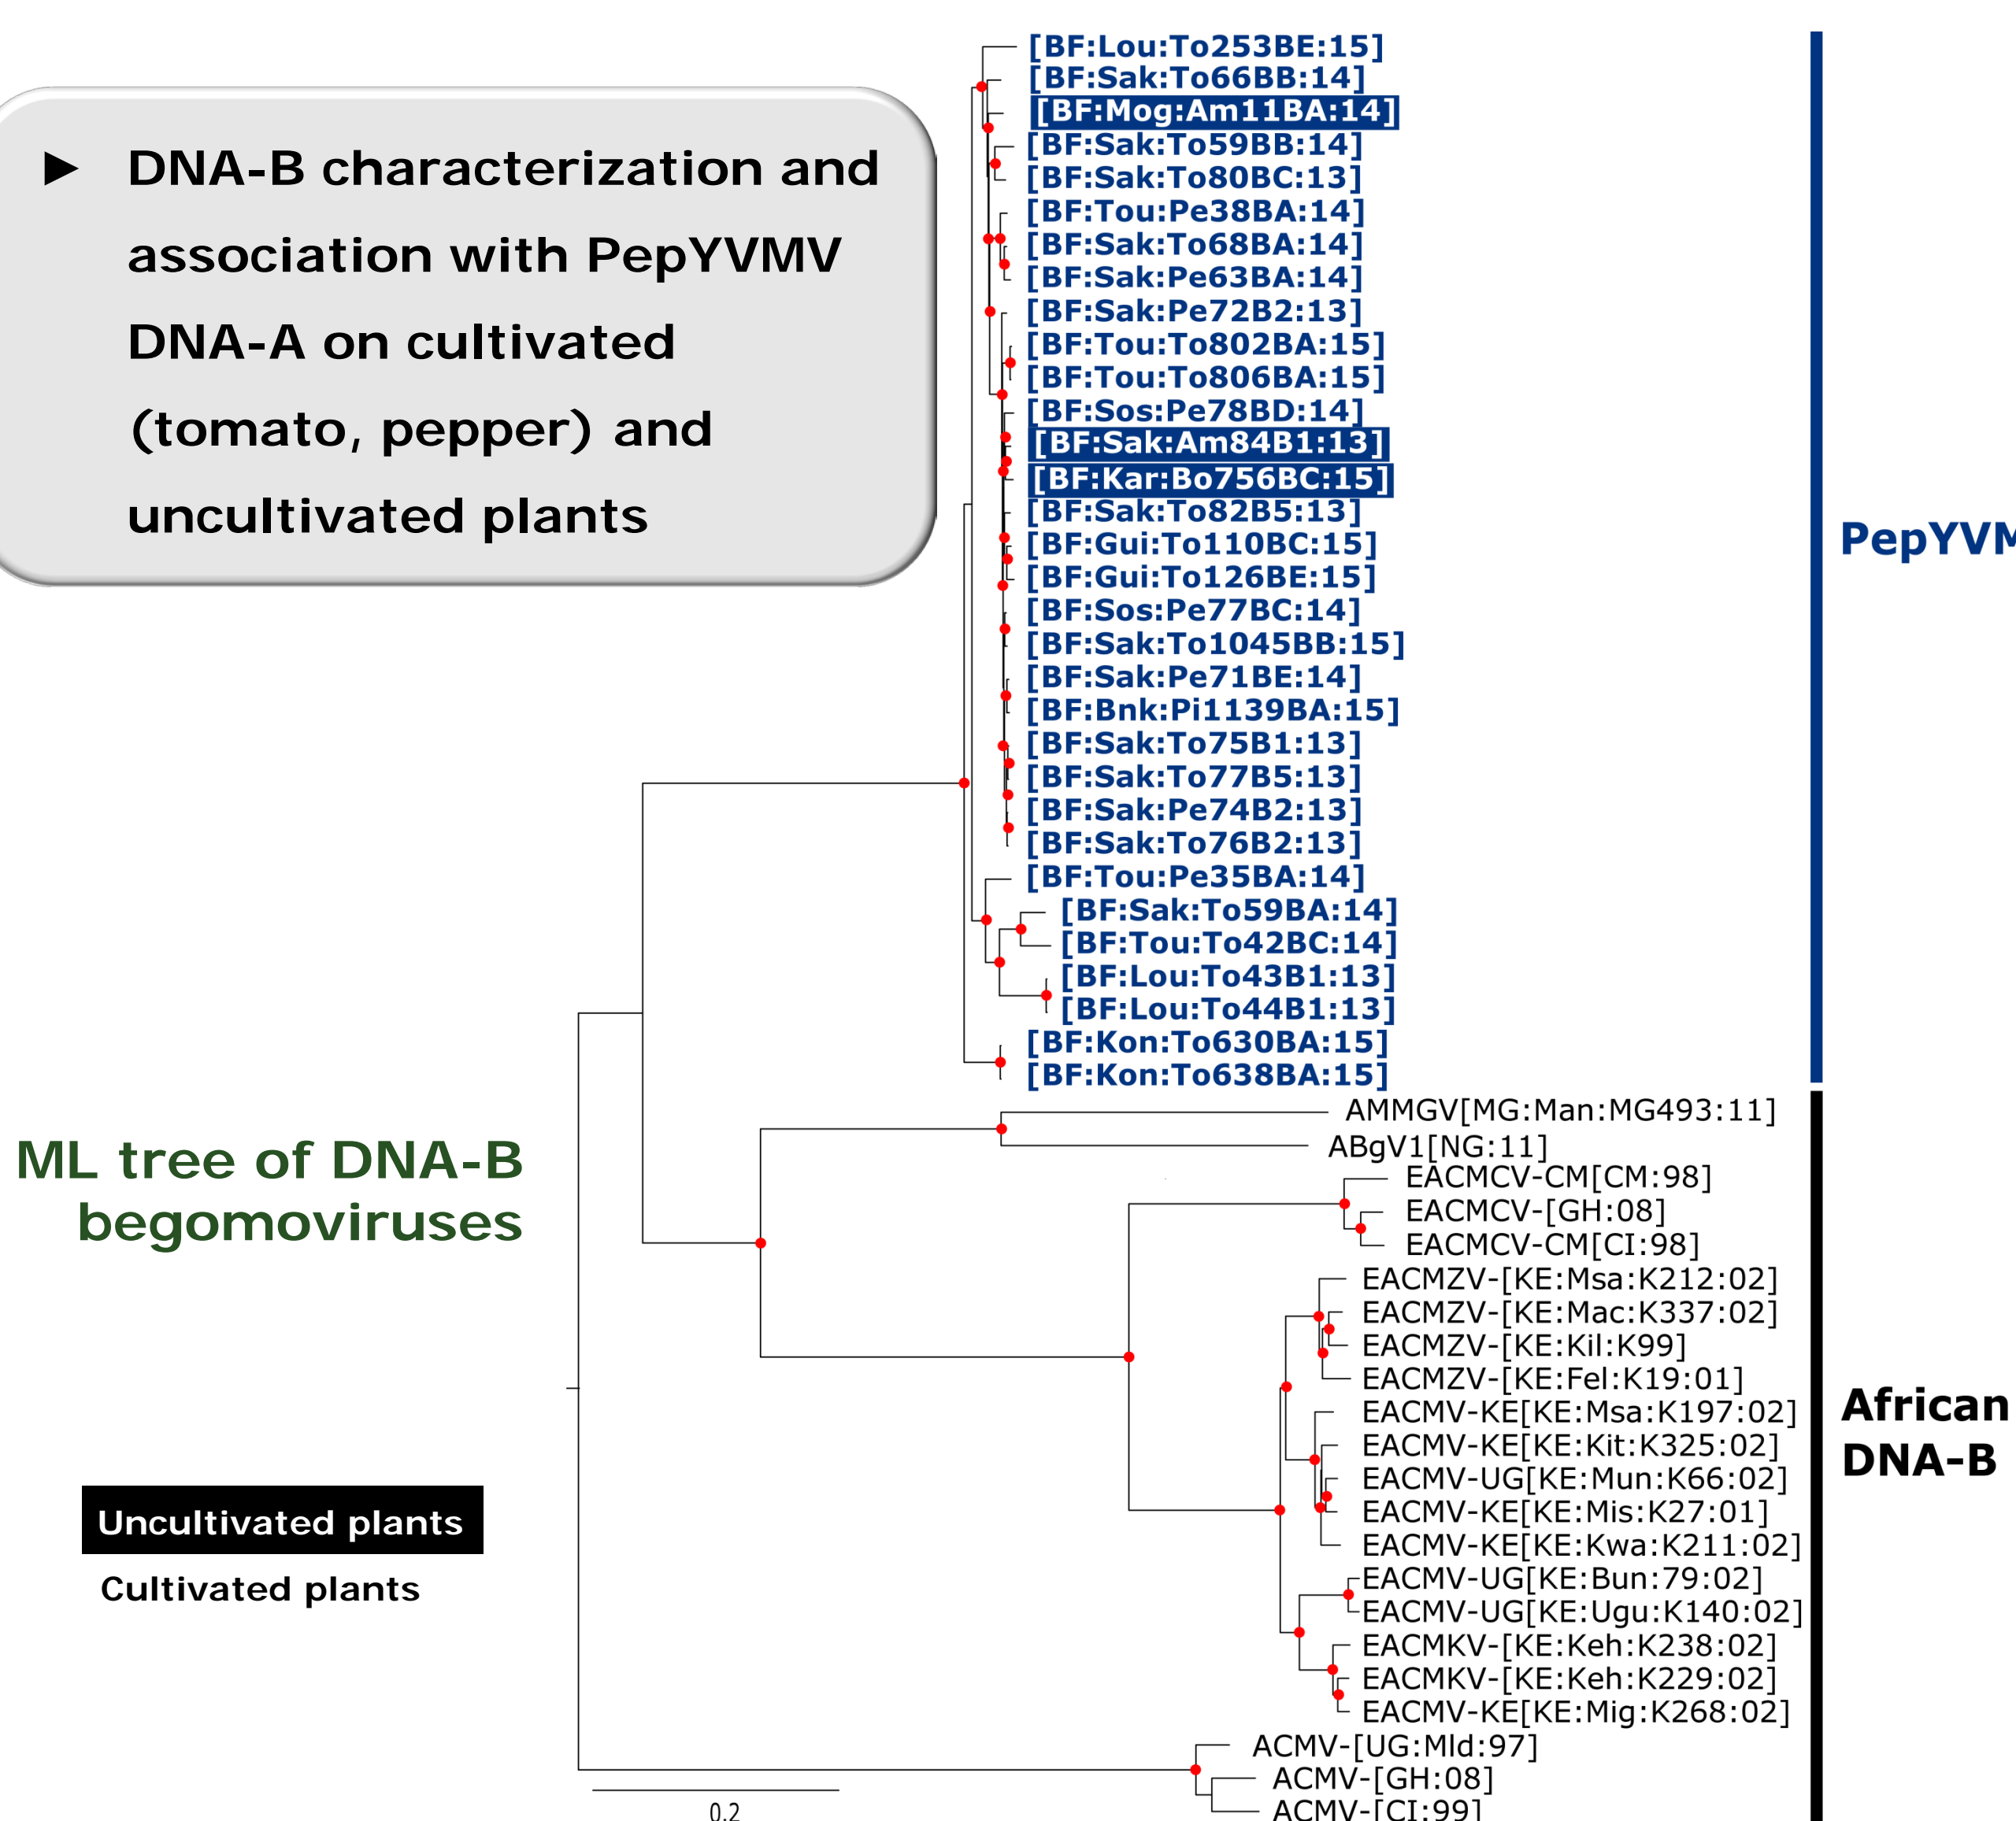 ► DNA-B characterization and
association with PepYVMV
DNA-A on cultivated
(tomato, pepper) and
uncultivated plants
[BF:Lou:To253BE:15]
[BF:Sak:To66BB:14]
[BF:Mog:Am11BA:14]
[BF:Sak:To59BB:14]
[BF:Sak:To80BC:13]
[BF:Tou:Pe38BA:14]
[BF:Sak:To68BA:14]
[BF:Sak:Pe63BA:14]
[BF:Sak:Pe72B2:13]
[BF:Tou:To802BA:15]
[BF:Tou:To806BA:15]
[BF:Sos:Pe78BD:14]
[BF:Sak:Am84B1:13]
[BF:Kar:Bo756BC:15]
[BF:Sak:To82B5:13]
[BF:Gui:To110BC:15]
[BF:Gui:To126BE:15]
[BF:Sos:Pe77BC:14]
[BF:Sak:To1045BB:15]
[BF:Sak:Pe71BE:14]
[BF:Bnk:Pi1139BA:15]
[BF:Sak:To75B1:13]
[BF:Sak:To77B5:13]
[BF:Sak:Pe74B2:13]
[BF:Sak:To76B2:13]
[BF:Tou:Pe35BA:14]
[BF:Sak:To59BA:14]
[BF:Tou:To42BC:14]
[BF:Lou:To43B1:13]
[BF:Lou:To44B1:13]
[BF:Kon:To630BA:15]
[BF:Kon:To638BA:15]
PepYVM
ML tree of DNA-B
begomoviruses
AMMGV[MG:Man:MG493:11]
ABgV1[NG:11]
EACMCV-CM[CM:98]
EACMCV-[GH:08]
EACMCV-CM[CI:98]
EACMZV-[KE:Msa:K212:02]
EACMZV-[KE:Mac:K337:02]
EACMZV-[KE:Kil:K99]
EACMZV-[KE:Fel:K19:01]
EACMV-KE[KE:Msa:K197:02]
EACMV-KE[KE:Kit:K325:02]
EACMV-UG[KE:Mun:K66:02]
EACMV-KE[KE:Mis:K27:01]
EACMV-KE[KE:Kwa:K211:02]
EACMV-UG[KE:Bun:79:02]
EACMV-UG[KE:Ugu:K140:02]
EACMKV-[KE:Keh:K238:02]
EACMKV-[KE:Keh:K229:02]
EACMV-KE[KE:Mig:K268:02]
ACMV-[UG:Mld:97]
ACMV-[GH:08]
ACMV-[CI:99]
African
DNA-B
Uncultivated plants
Cultivated plants
0.2